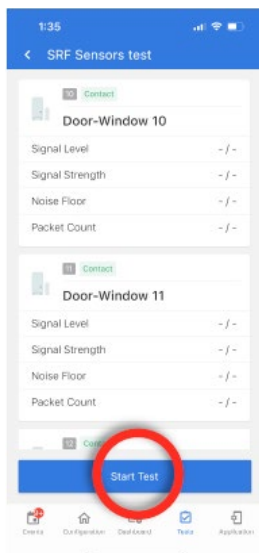 1:35
SRF Sensors test
10 Contact
Door-Window 10
Signal Level - / -
Signal Strength - / -
Noise Floor - / -
Packet Count - / -
11 Contact
Door-Window 11
Signal Level - / -
Signal Strength - / -
Noise Floor - / -
Packet Count - / -
12
Start Test
Events Configuration Dashboard Tests Application